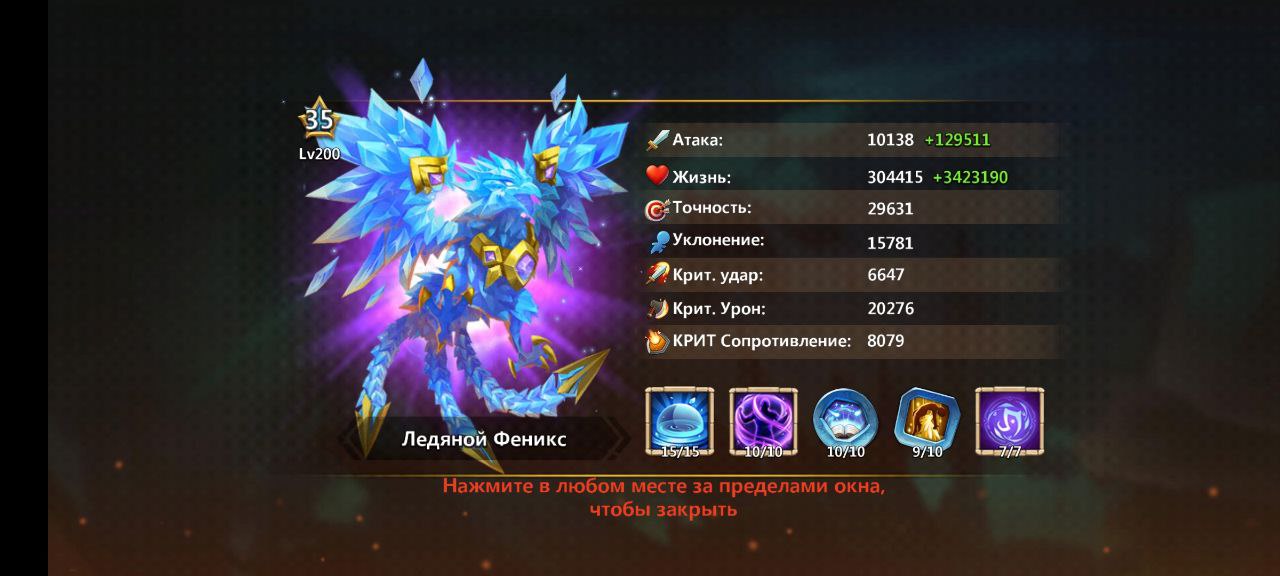 35
Lv200
Атака: 10138 +129511
Жизнь: 304415 +3423190
Точность: 29631
Уклонение: 15781
Крит. удар: 6647
Крит. Урон: 20276
КРИТ Сопротивление: 8079
15/15 10/10 10/10 9/10 7/7
Ледяной Феникс
Нажмите в любом месте за пределами окна,
чтобы закрыть